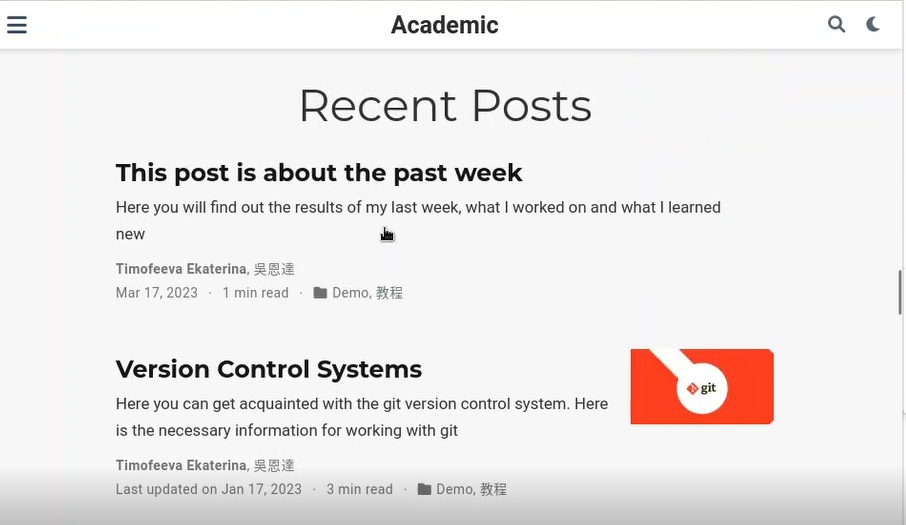 Academic
Recent Posts
This post is about the past week
Here you will find out the results of my last week, what I worked on and what I learned
new
Timofeeva Ekaterina, 吳恩達
Mar 17, 2023 · 1 min read · Demo, 教程
Version Control Systems
git
Here you can get acquainted with the git version control system. Here
is the necessary information for working with git
Timofeeva Ekaterina, 吳恩達
Last updated on Jan 17, 2023 · 3 min read · Demo, 教程